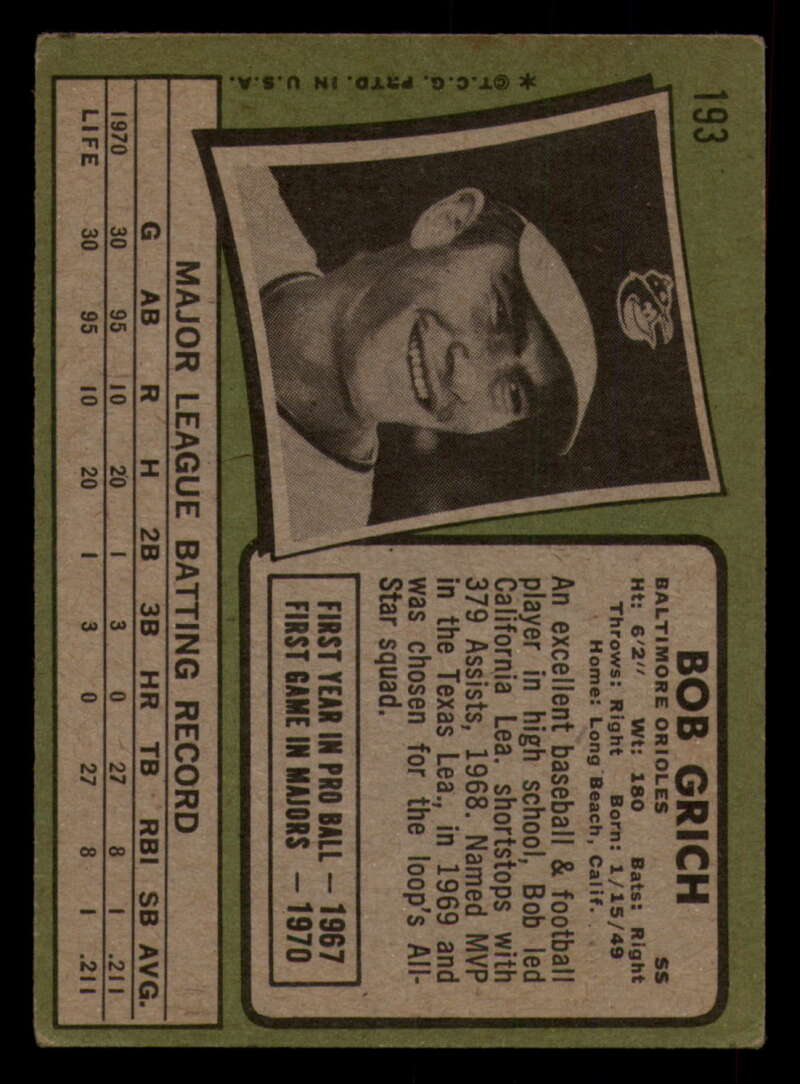 193
* ©T.C.G. PRTD. IN U.S.A.
BOB GRICH
BALTIMORE ORIOLES SS
Ht: 6'2" Wt: 180 Bats: Right
Throws: Right Born: 1/15/49
Home: Long Beach, Calif.
An excellent baseball & football
player in high school, Bob led
California Lea. shortstops with
379 Assists, 1968. Named MVP
in the Texas Lea., in 1969 and
was chosen for the loop's All-
Star squad.
FIRST YEAR IN PRO BALL — 1967
FIRST GAME IN MAJORS — 1970
MAJOR LEAGUE BATTING RECORD
G AB R H 2B 3B HR TB RBI SB AVG.
1970 30 95 10 20 1 3 0 27 8 1 .211
LIFE 30 95 10 20 1 3 0 27 8 1 .211